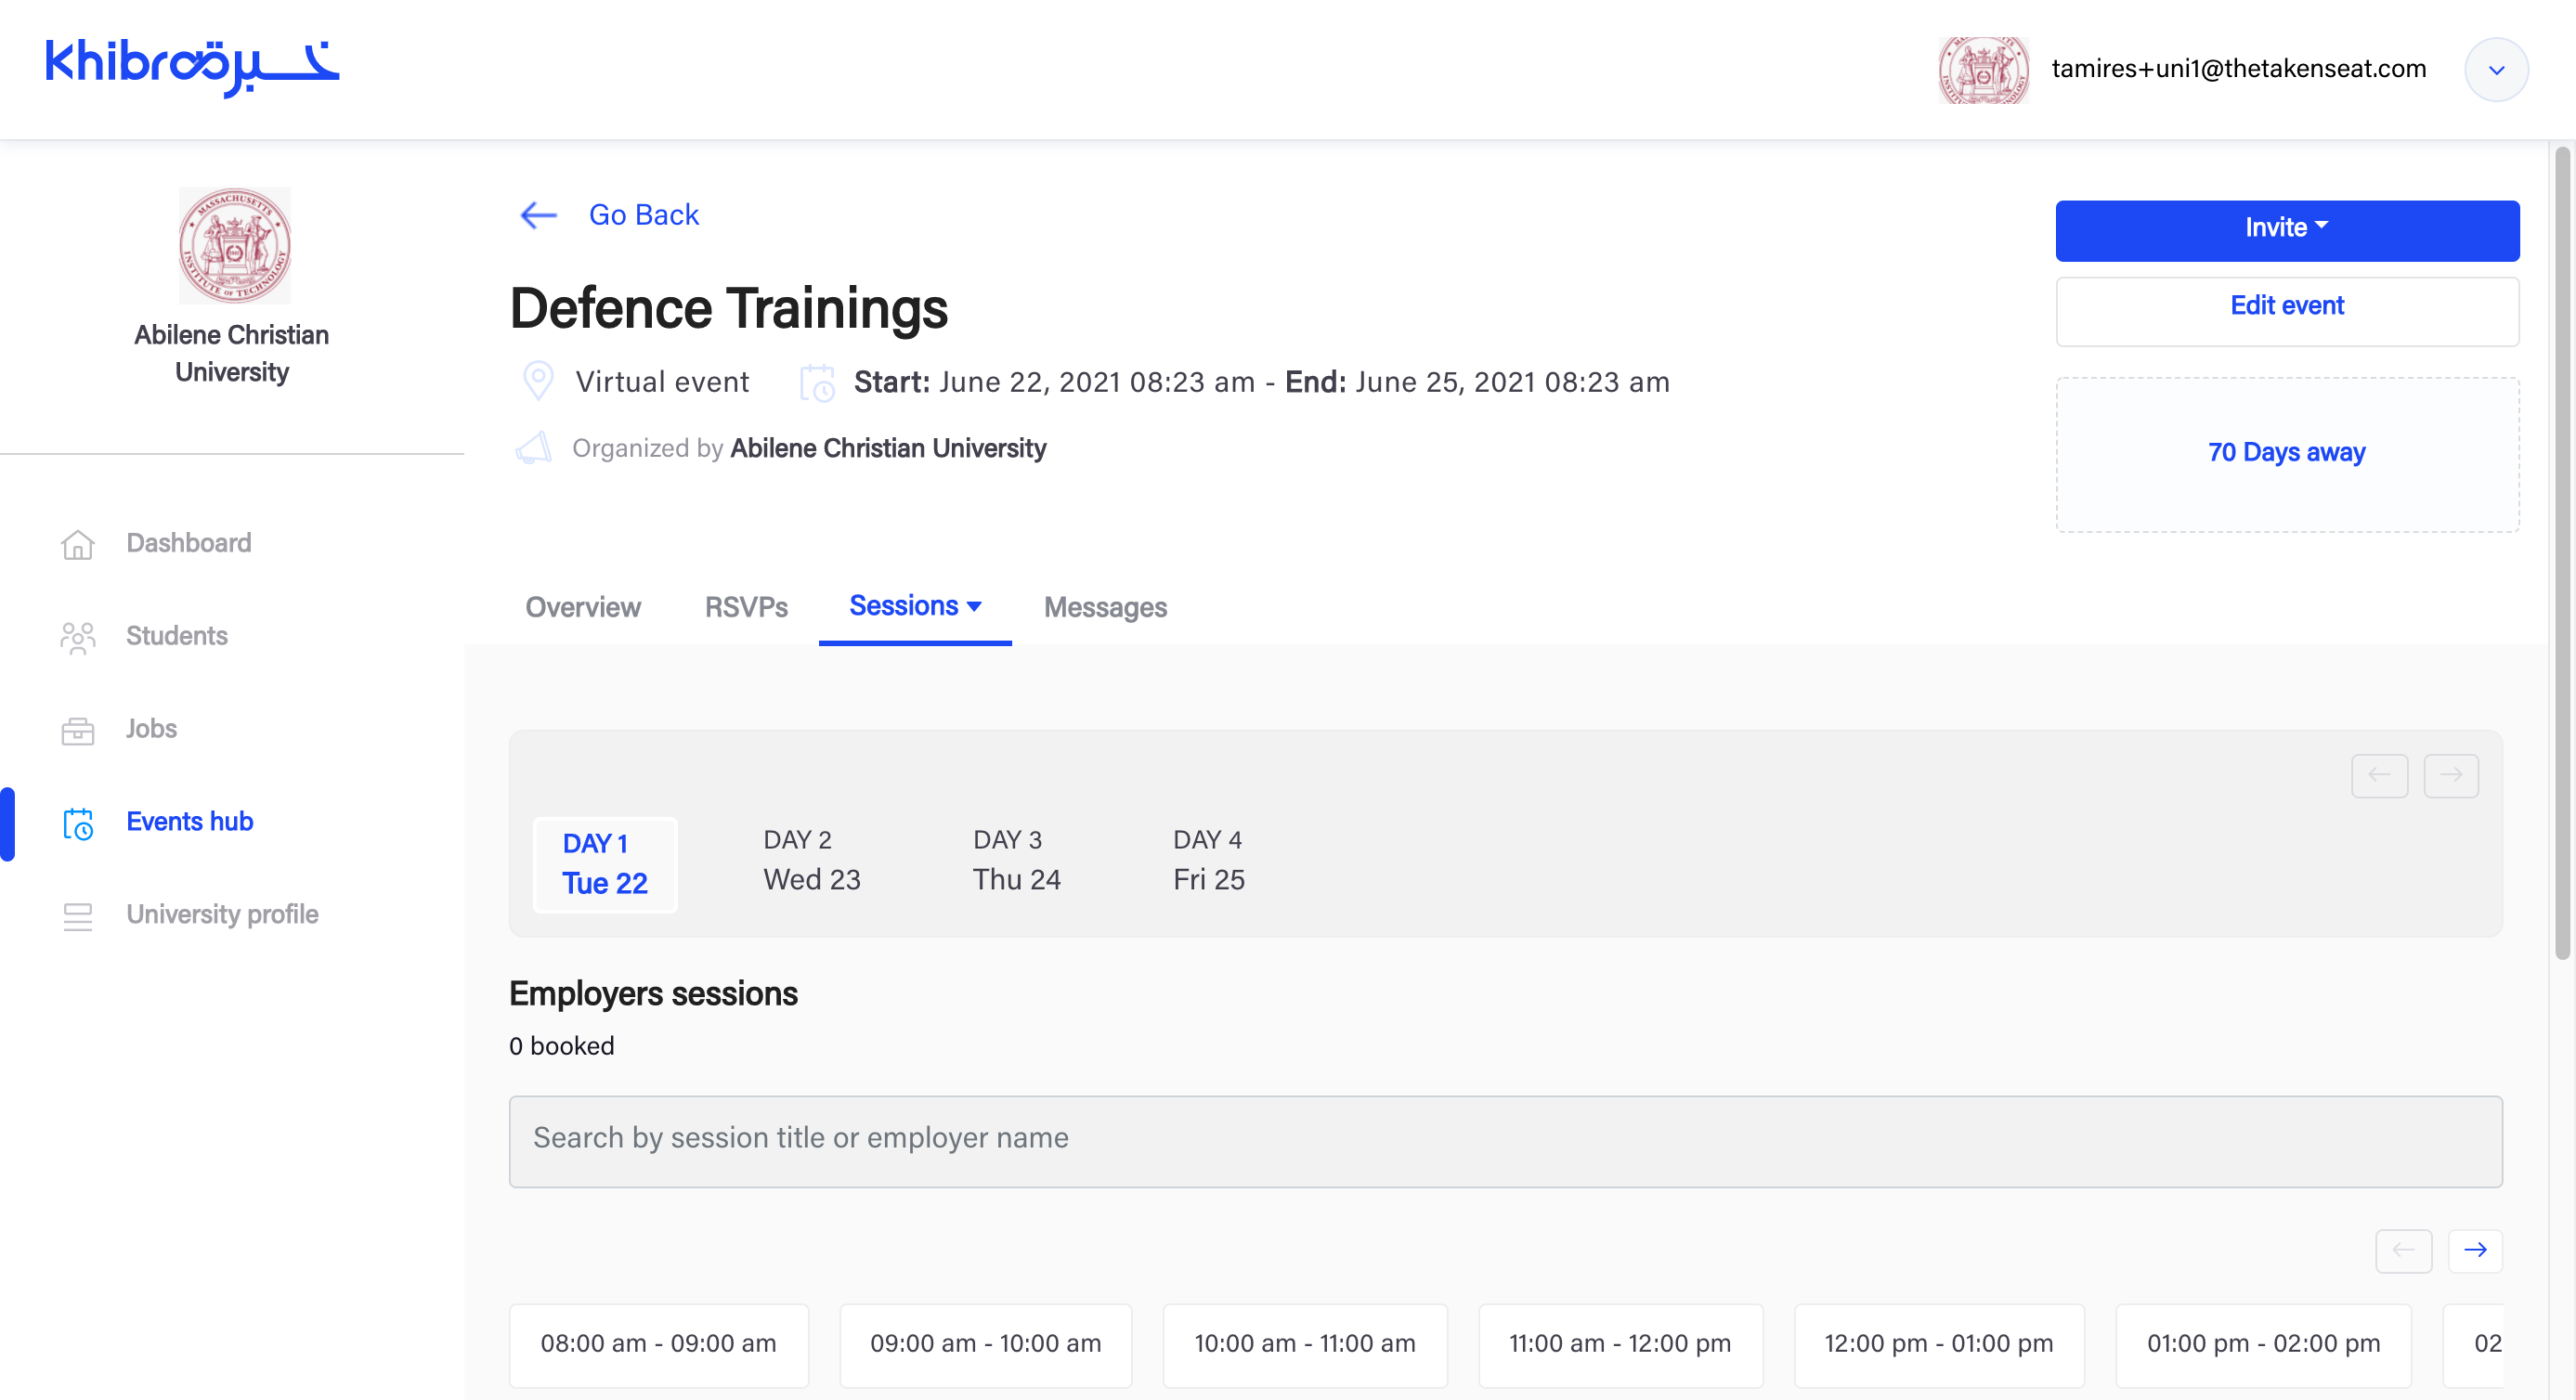 khibraةخبرة
tamires+uni1@thetakenseat.com
MASSACHUSETTS
INSTITUTE OF TECHNOLOGY
Abilene Christian
University
Dashboard
Students
Jobs
Events hub
University profile
Go Back
Defence Trainings
Virtual event
Start: June 22, 2021 08:23 am - End: June 25, 2021 08:23 am
Organized by Abilene Christian University
Invite
Edit event
70 Days away
Overview RSVPs Sessions Messages
DAY 1 DAY 2 DAY 3 DAY 4
Tue 22 Wed 23 Thu 24 Fri 25
Employers sessions
0 booked
Search by session title or employer name
08:00 am - 09:00 am 09:00 am - 10:00 am 10:00 am - 11:00 am 11:00 am - 12:00 pm 12:00 pm - 01:00 pm 01:00 pm - 02:00 pm 02